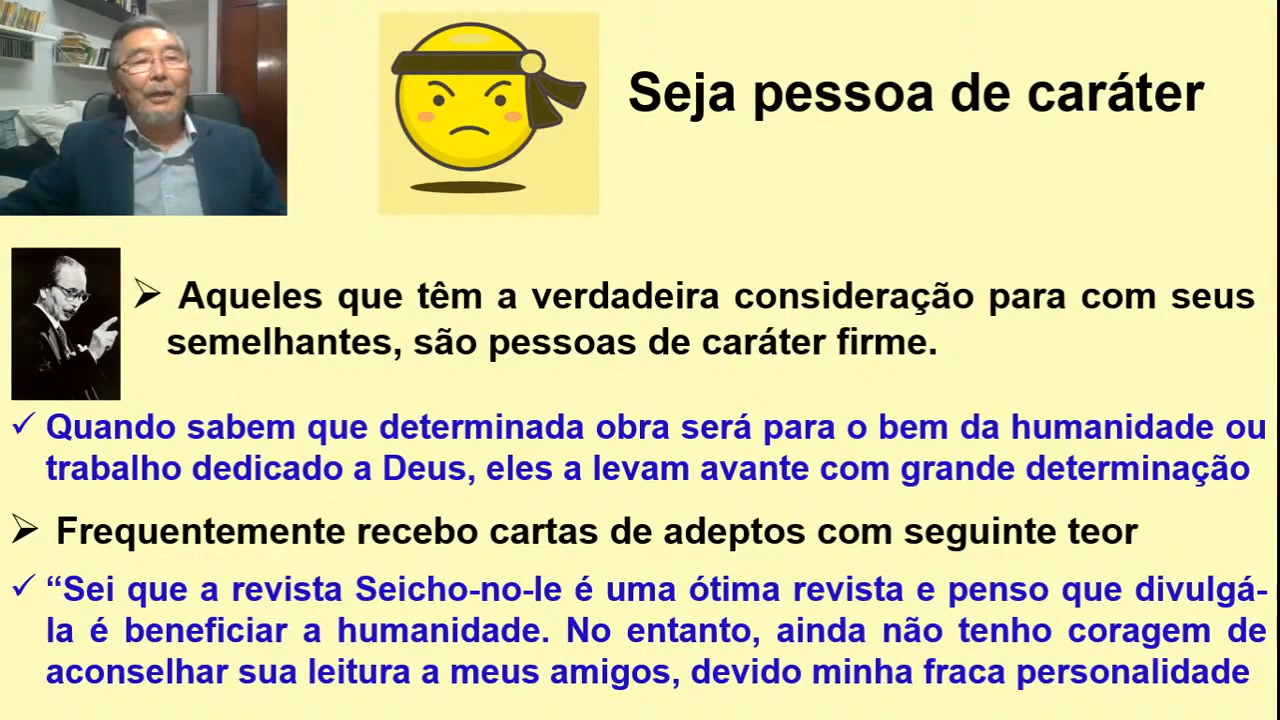 Seja pessoa de caráter
➢ Aqueles que têm a verdadeira consideração para com seus
semelhantes, são pessoas de caráter firme.
✓ Quando sabem que determinada obra será para o bem da humanidade ou
trabalho dedicado a Deus, eles a levam avante com grande determinação
➢ Frequentemente recebo cartas de adeptos com seguinte teor
✓ “Sei que a revista Seicho-no-Ie é uma ótima revista e penso que divulgá-
la é beneficiar a humanidade. No entanto, ainda não tenho coragem de
aconselhar sua leitura a meus amigos, devido minha fraca personalidade